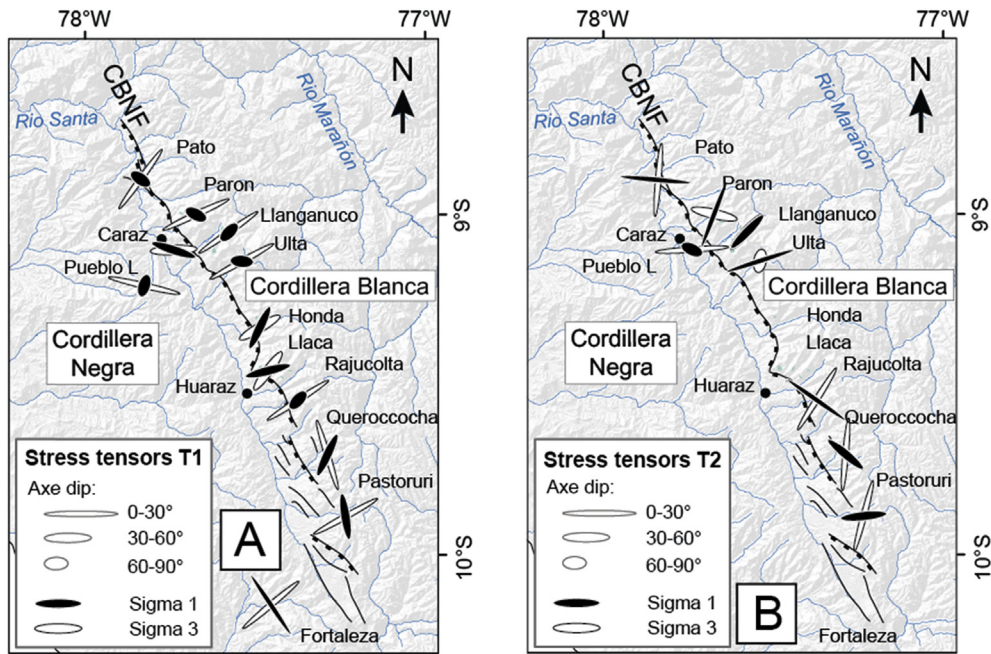 78°W
77°W
N
CBNF
Rio Santa
Rio Marañón
Pato
Paron
9°S
Llanganuco
Caraz
Ulta
Pueblo L
Cordillera Blanca
Honda
Cordillera
Negra
Llaca
Rajucolta
Huaraz
Queroccocha
Stress tensors T1
Axe dip:
0-30°
30-60°
60-90°
Sigma 1
Sigma 3
A
Pastoruri
10°S
Fortaleza
78°W
77°W
N
CBNF
Rio Santa
Rio Marañón
Pato
Paron
9°S
Llanganuco
Caraz
Ulta
Pueblo L
Cordillera Blanca
Honda
Cordillera
Negra
Llaca
Rajucolta
Huaraz
Queroccocha
Stress tensors T2
Axe dip:
0-30°
30-60°
60-90°
Sigma 1
Sigma 3
B
Pastoruri
10°S
Fortaleza